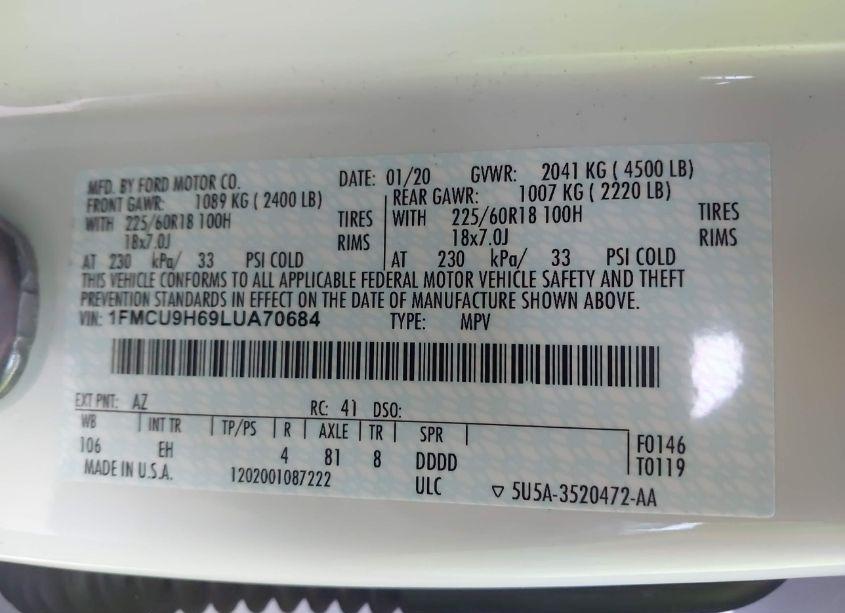 MFD. BY FORD MOTOR CO. DATE: 01/20 GVWR: 2041 KG ( 4500 LB)
FRONT GAWR: 1089 KG ( 2400 LB) REAR GAWR: 1007 KG ( 2220 LB)
WITH 225/60R18 100H TIRES WITH 225/60R18 100H TIRES
18x7.0J RIMS 18x7.0J RIMS
AT 230 kPa/ 33 PSI COLD AT 230 kPa/ 33 PSI COLD
THIS VEHICLE CONFORMS TO ALL APPLICABLE FEDERAL MOTOR VEHICLE SAFETY AND THEFT
PREVENTION STANDARDS IN EFFECT ON THE DATE OF MANUFACTURE SHOWN ABOVE.
VIN: 1FMCU9H69LUA70684 TYPE: MPV
EXT PNT: AZ RC: 41 DSO:
WB INT TR TP/PS R AXLE TR SPR
106 EH 4 81 8 DDDD F0146
MADE IN U.S.A. 1202001087222 ULC T0119
▽ 5U5A-3520472-AA